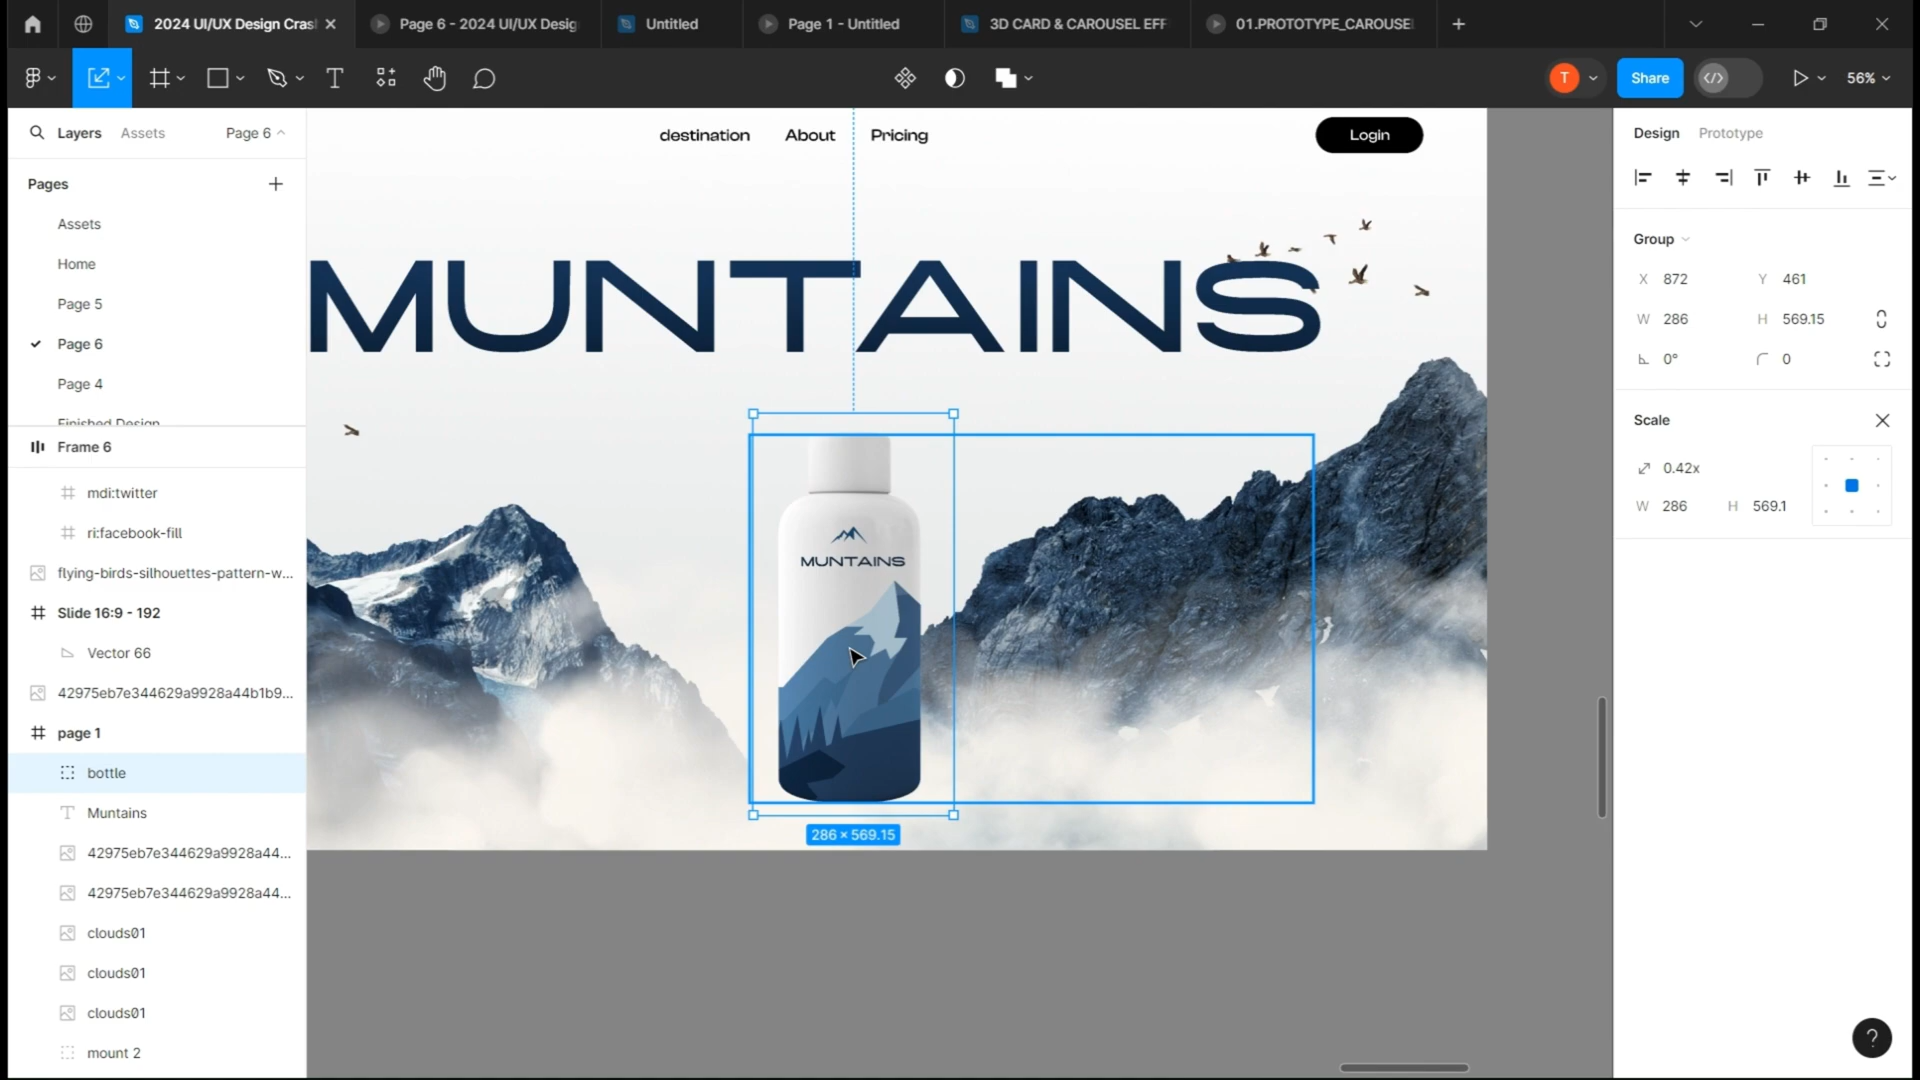 2024 UI/UX Design Cras
Page 6 - 2024 UI/UX Desig
Untitled
Page 1 - Untitled
3D CARD & CAROUSEL EFF
01.PROTOTYPE_CAROUSEL
T
Share
56%
Layers
Assets
Page 6
Pages
Assets
Home
Page 5
Page 6
Page 4
Finished Design
Frame 6
mdi:twitter
ri:facebook-fill
flying-birds-silhouettes-pattern-w...
Slide 16:9 - 192
Vector 66
42975eb7e344629a9928a44b1b9...
page 1
bottle
Muntains
42975eb7e344629a9928a44...
42975eb7e344629a9928a44...
clouds01
clouds01
clouds01
mount 2
destination
About
Pricing
Login
MUNTAINS
MUNTAINS
286 × 569.15
Design
Prototype
Group
X 872
Y 461
W 286
H 569.15
0°
0
Scale
0.42x
W 286
H 569.1
?